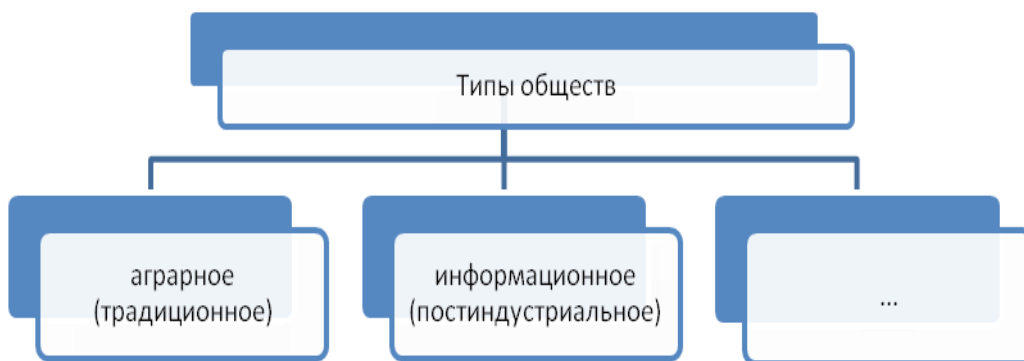 Типы обществ
аграрное
(традиционное)
информационное
(постиндустриальное)
...